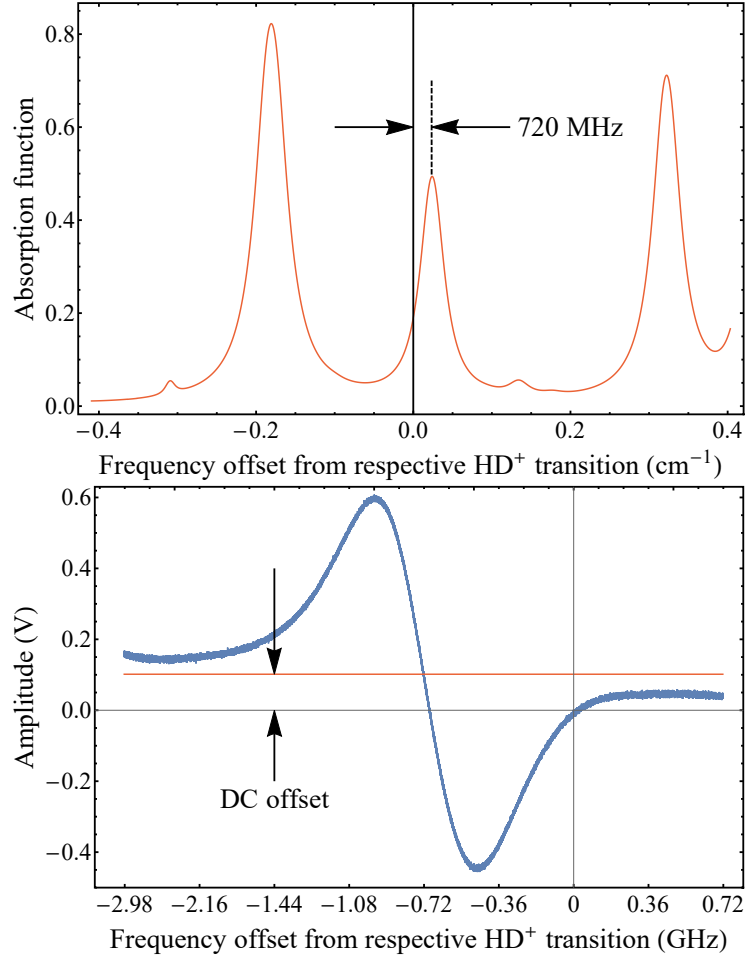 0.8
0.6
0.4
0.2
0.0
Absorption function
720 MHz
−0.4 −0.2 0.0 0.2 0.4
Frequency offset from respective HD⁺ transition (cm⁻¹)
0.6
0.4
0.2
0.0
−0.2
−0.4
Amplitude (V)
DC offset
−2.98 −2.16 −1.44 −1.08 −0.72 −0.36 0 0.36 0.72
Frequency offset from respective HD⁺ transition (GHz)